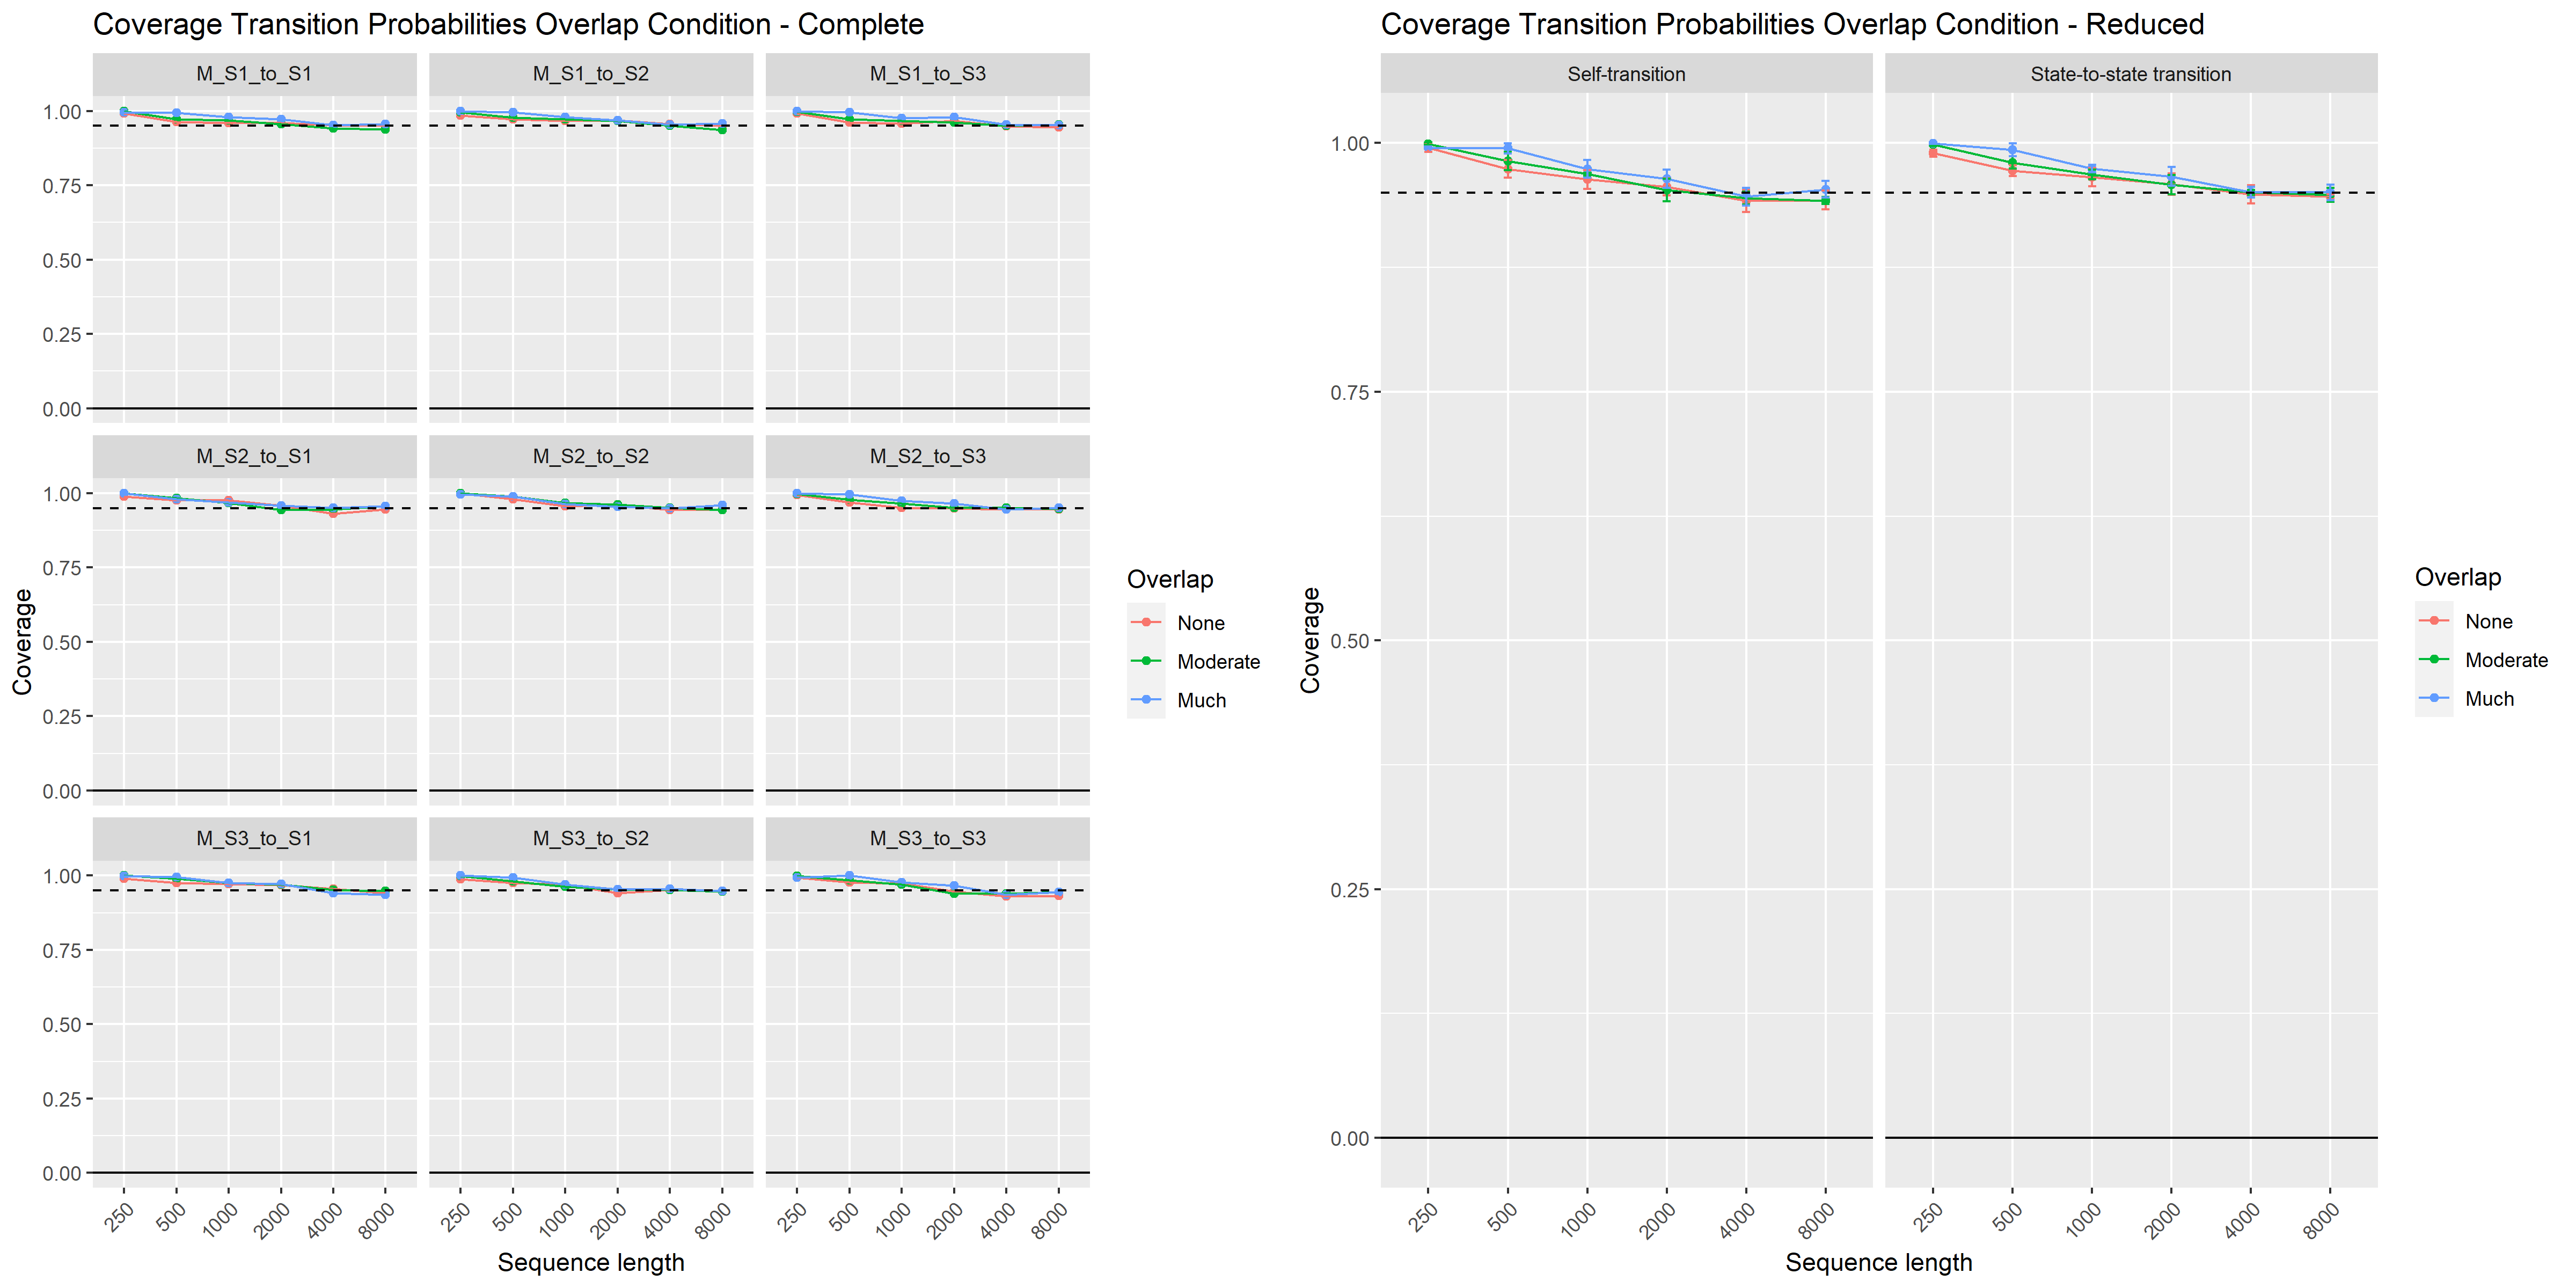 Coverage Transition Probabilities Overlap Condition - Complete
M_S1_to_S1 M_S1_to_S2 M_S1_to_S3
1.00
0.75
0.50
0.25
0.00
M_S2_to_S1 M_S2_to_S2 M_S2_to_S3
1.00
0.75
0.50
0.25
0.00
M_S3_to_S1 M_S3_to_S2 M_S3_to_S3
1.00
0.75
0.50
0.25
0.00
250 500 1000 2000 4000 8000 250 500 1000 2000 4000 8000 250 500 1000 2000 4000 8000
Sequence length
Coverage
Overlap
None
Moderate
Much
Coverage Transition Probabilities Overlap Condition - Reduced
Self-transition State-to-state transition
1.00
0.75
0.50
0.25
0.00
250 500 1000 2000 4000 8000 250 500 1000 2000 4000 8000
Sequence length
Coverage
Overlap
None
Moderate
Much